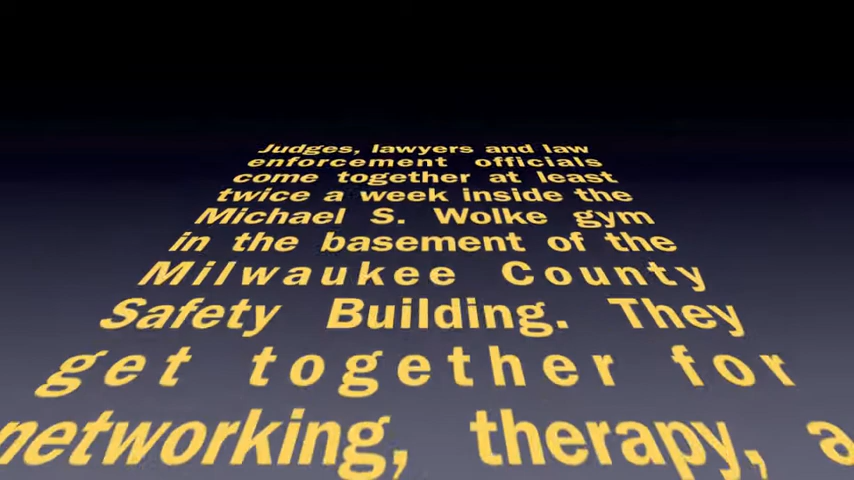 Judges, lawyers and law
enforcement officials
come together at least
twice a week inside the
Michael S. Wolke gym
in the basement of the
Milwaukee County
Safety Building. They
get together for
networking, therapy, a